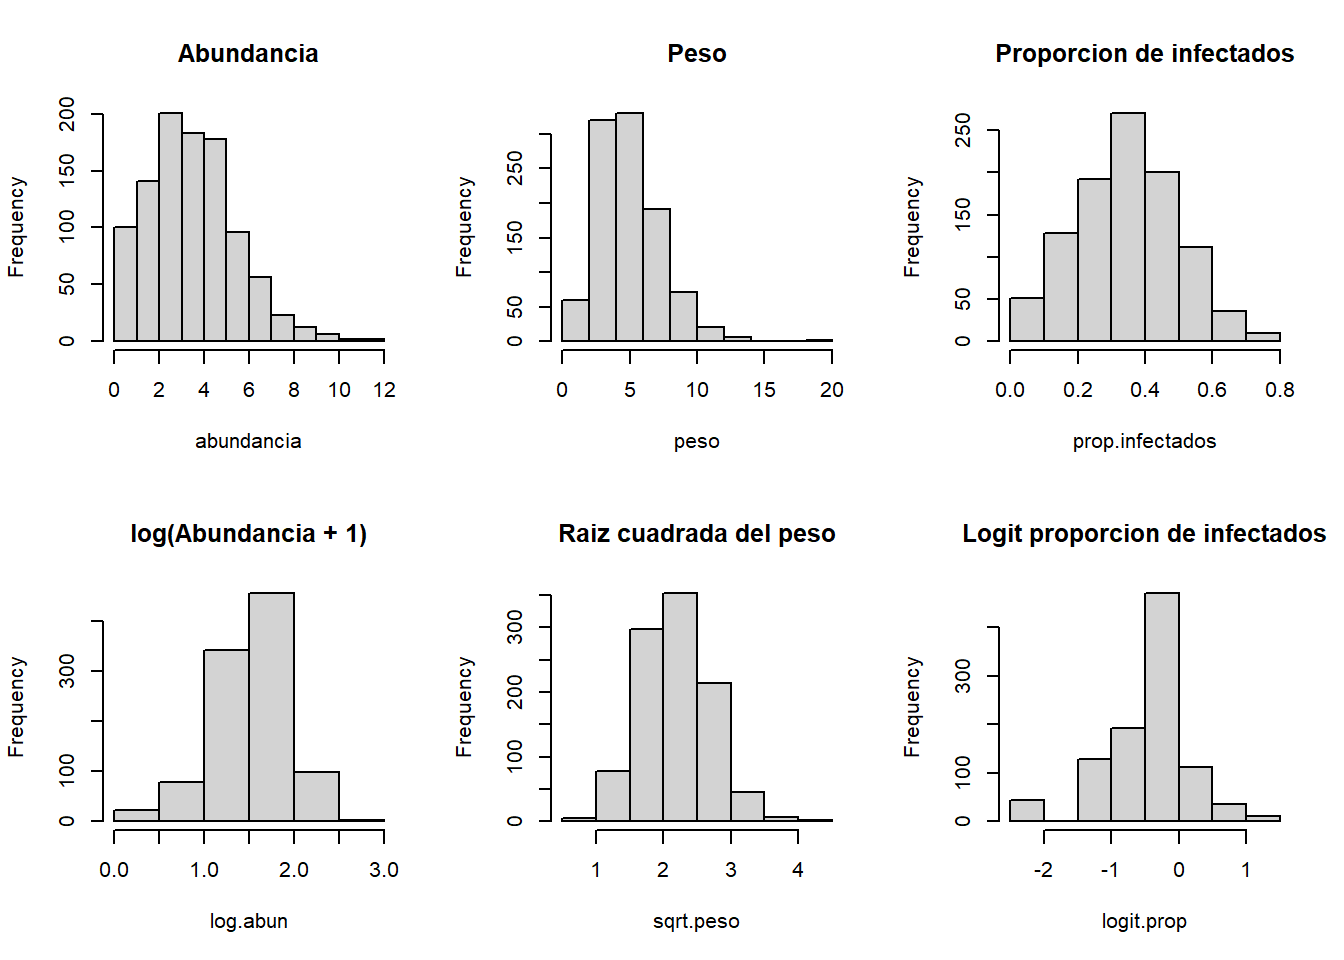 Abundancia
Frequency
0 50 100 150 200
0 2 4 6 8 10 12
abundancia
Peso
Frequency
0 50 150 250
0 5 10 15 20
peso
Proporcion de infectados
Frequency
0 50 150 250
0.0 0.2 0.4 0.6 0.8
prop.infectados
log(Abundancia + 1)
Frequency
0 100 300
0.0 1.0 2.0 3.0
log.abun
Raiz cuadrada del peso
Frequency
0 100 200 300
1 2 3 4
sqrt.peso
Logit proporcion de infectados
Frequency
0 100 300
-2 -1 0 1
logit.prop